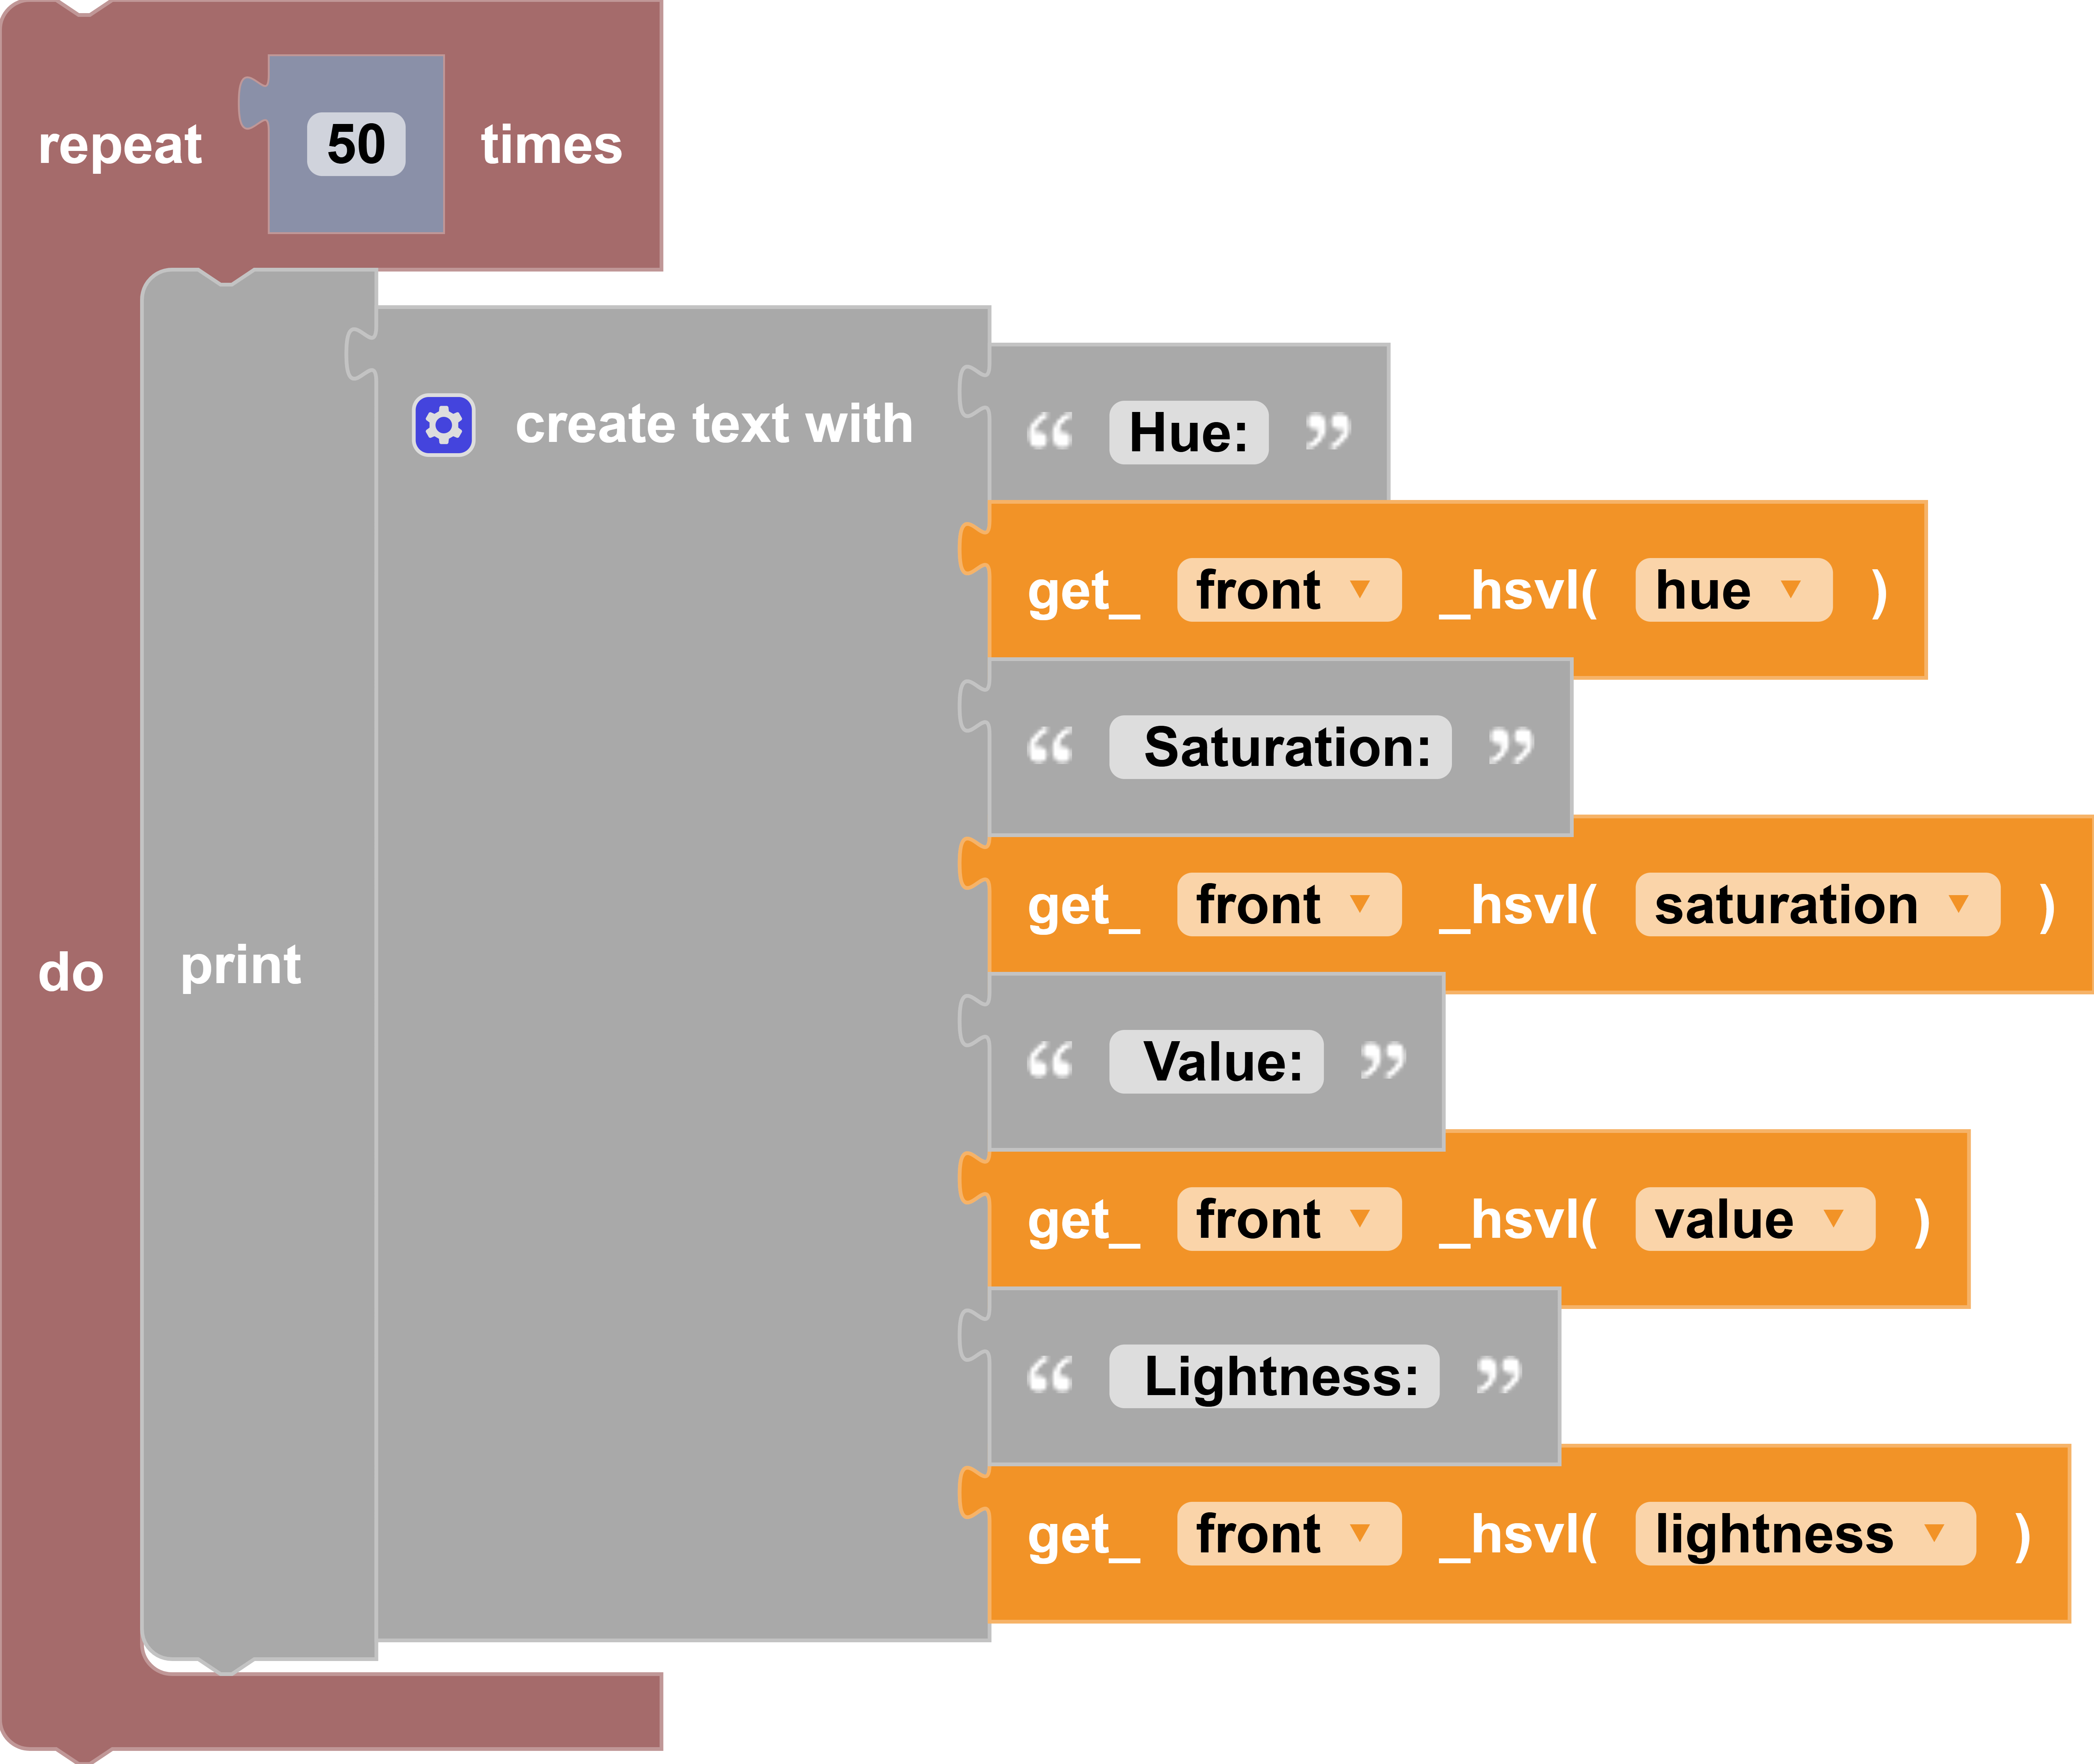 repeat 50 times
create text with “ Hue: ”
get_ front ▼ _hsvl( hue ▼ )
“ Saturation: ”
get_ front ▼ _hsvl( saturation ▼ )
do print
“ Value: ”
get_ front ▼ _hsvl( value ▼ )
“ Lightness: ”
get_ front ▼ _hsvl( lightness ▼ )